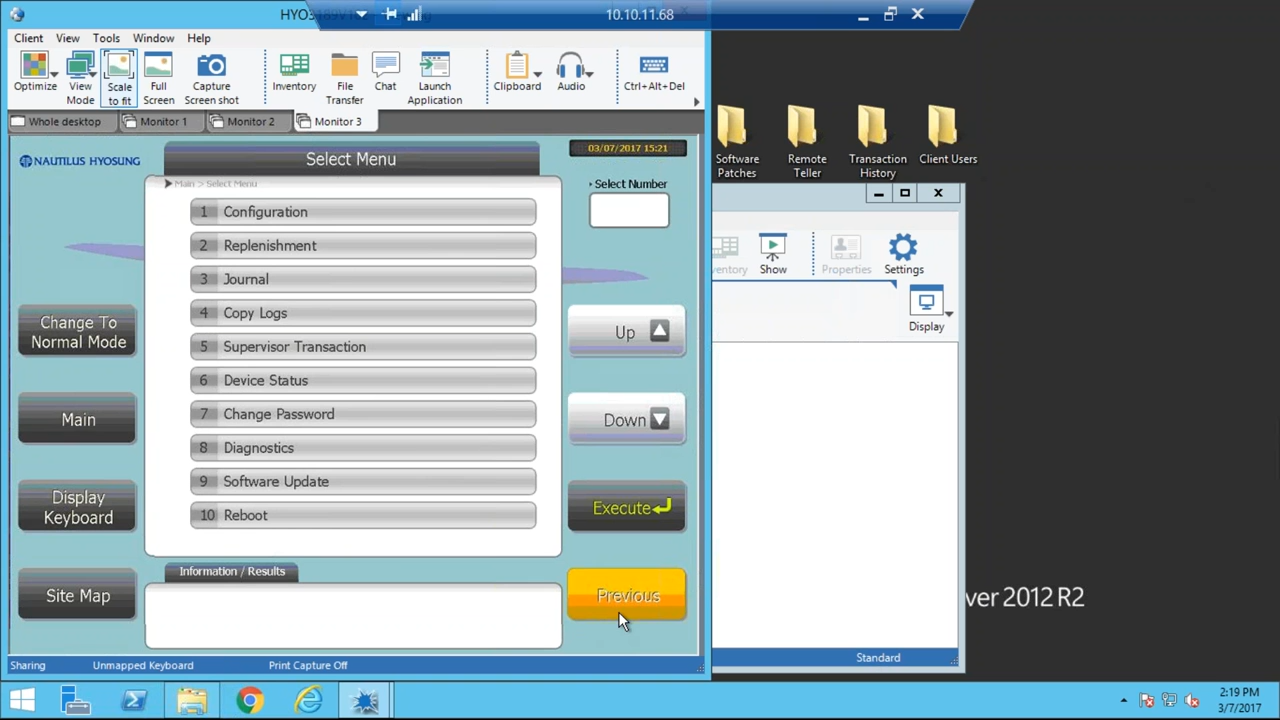 HYO3189V
10.10.11.68
Client View Tools Window Help
Optimize
View Mode
Scale to fit
Full Screen
Capture Screen shot
Inventory
File Transfer
Chat
Launch Application
Clipboard
Audio
Ctrl+Alt+Del
Whole desktop
Monitor 1
Monitor 2
Monitor 3
NAUTILUS HYOSUNG
Select Menu
03/07/2017 15:21
Main > Select Menu
Select Number
1 Configuration
2 Replenishment
3 Journal
4 Copy Logs
5 Supervisor Transaction
6 Device Status
7 Change Password
8 Diagnostics
9 Software Update
10 Reboot
Change To
Normal Mode
Main
Display
Keyboard
Site Map
Up
Down
Execute
Previous
Information / Results
Sharing
Unmapped Keyboard
Print Capture Off
Software
Patches
Remote
Teller
Transaction
History
Client Users
ventory
Show
Properties
Settings
Display
Standard
ver 2012 R2
2:19 PM
3/7/2017